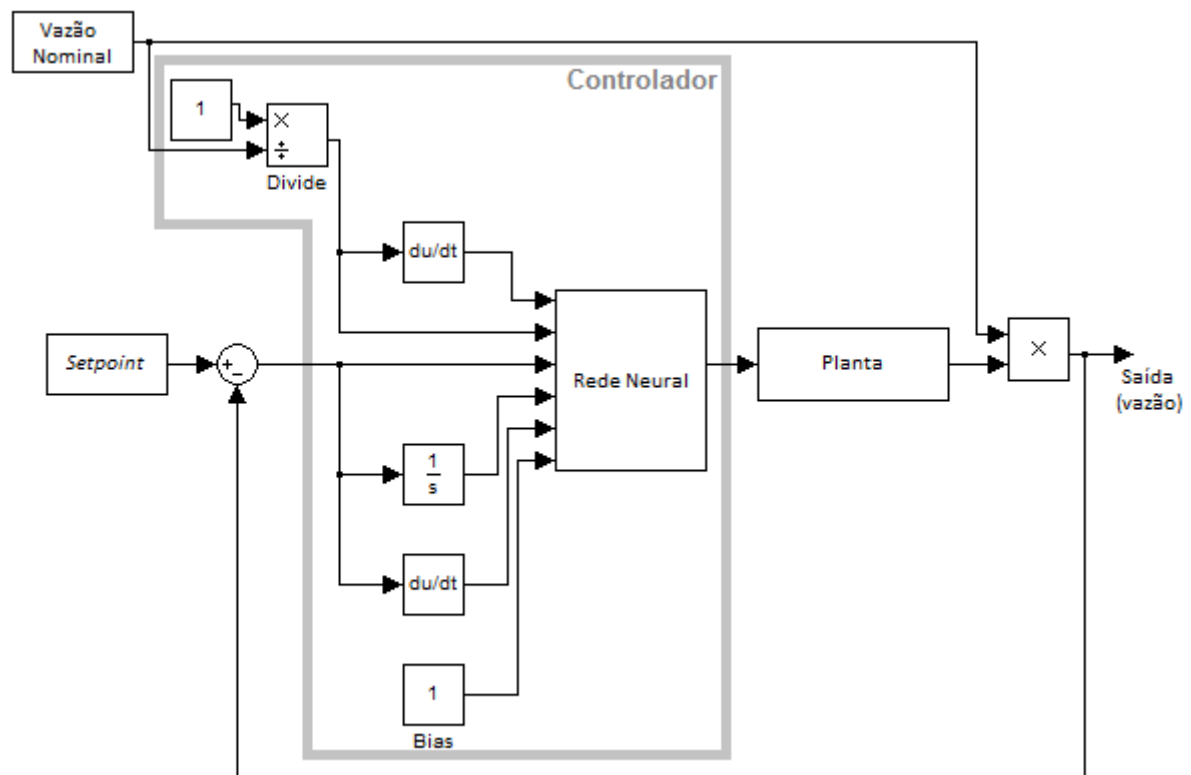 Vazão
Nominal
Controlador
1
×
÷
Divide
du/dt
Setpoint
+
−
Rede Neural
Planta
×
Saída
(vazão)
1
s
du/dt
1
Bias